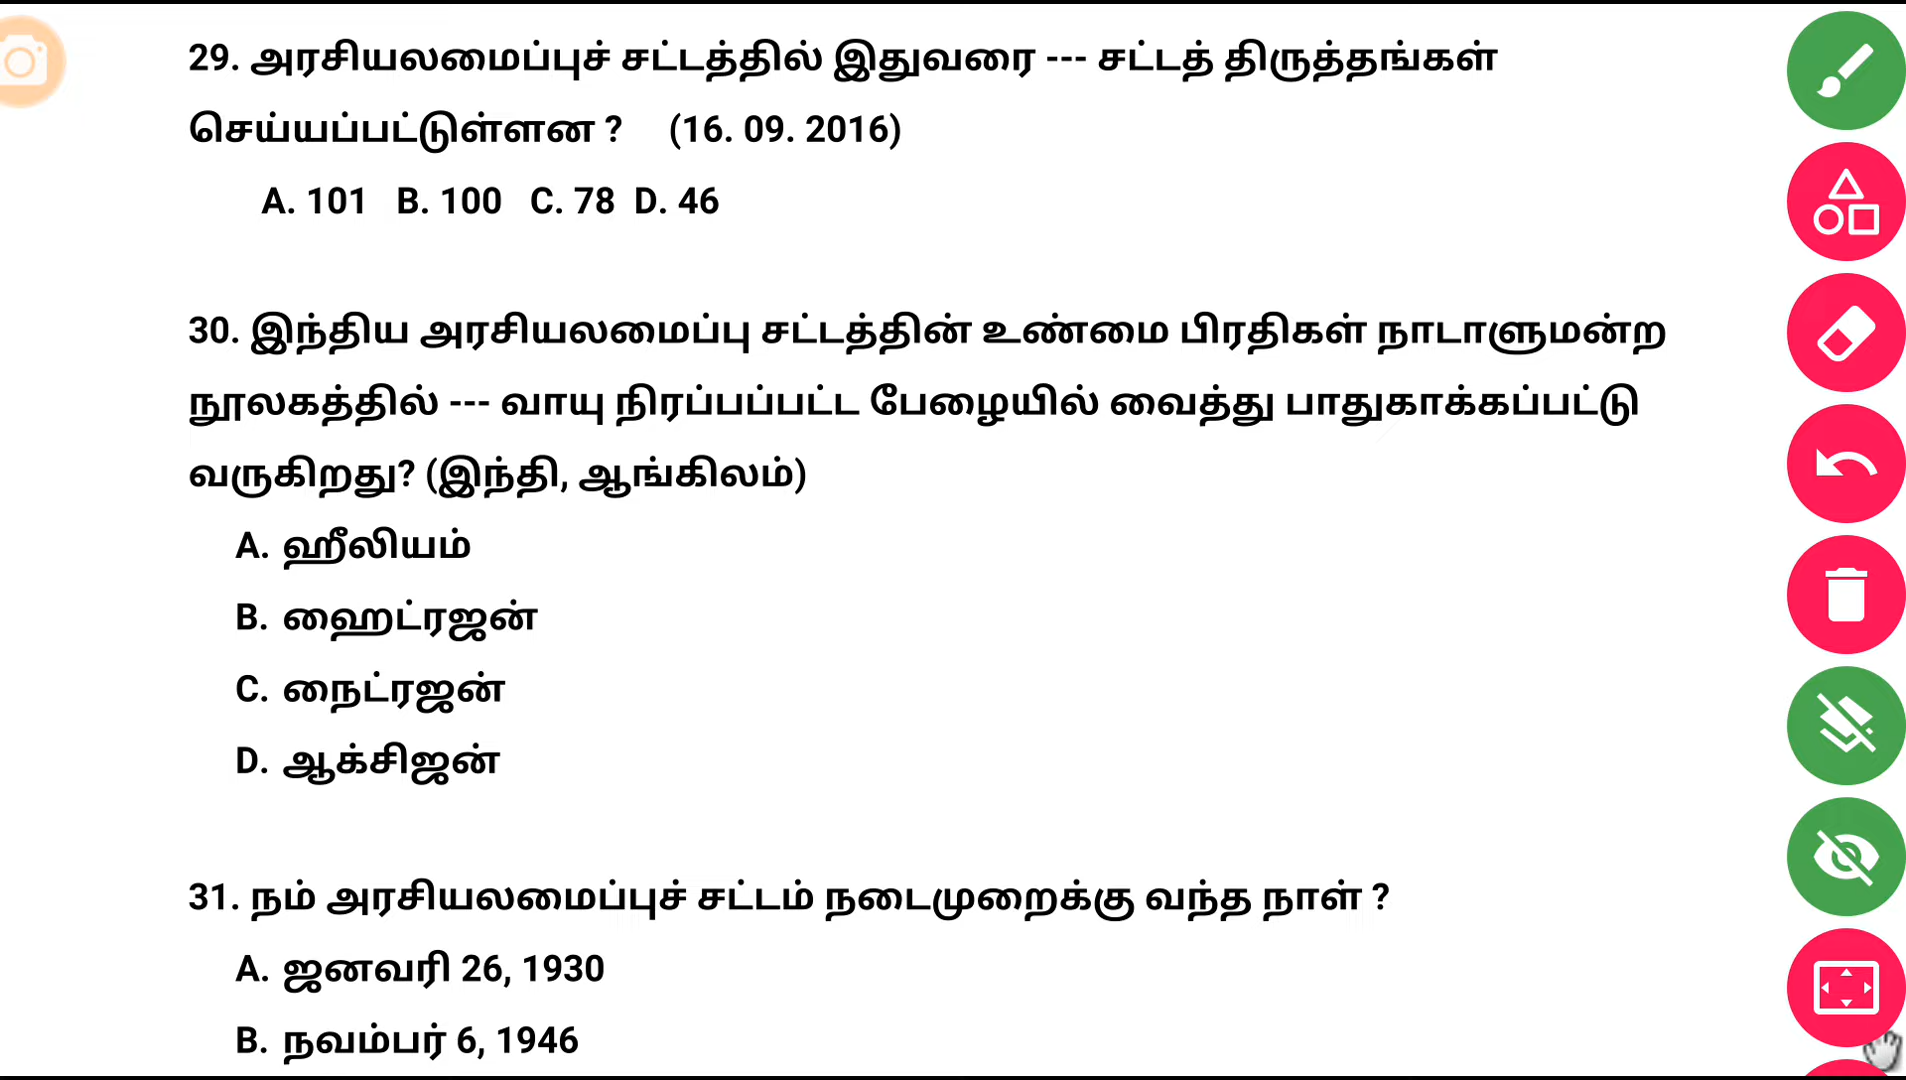 29. அரசியலமைப்புச் சட்டத்தில் இதுவரை --- சட்டத் திருத்தங்கள்
செய்யப்பட்டுள்ளன ? (16. 09. 2016)
A. 101 B. 100 C. 78 D. 46
30. இந்திய அரசியலமைப்பு சட்டத்தின் உண்மை பிரதிகள் நாடாளுமன்ற
நூலகத்தில் --- வாயு நிரப்பப்பட்ட பேழையில் வைத்து பாதுகாக்கப்பட்டு
வருகிறது? (இந்தி, ஆங்கிலம்)
A. ஹீலியம்
B. ஹைட்ரஜன்
C. நைட்ரஜன்
D. ஆக்சிஜன்
31. நம் அரசியலமைப்புச் சட்டம் நடைமுறைக்கு வந்த நாள் ?
A. ஜனவரி 26, 1930
B. நவம்பர் 6, 1946